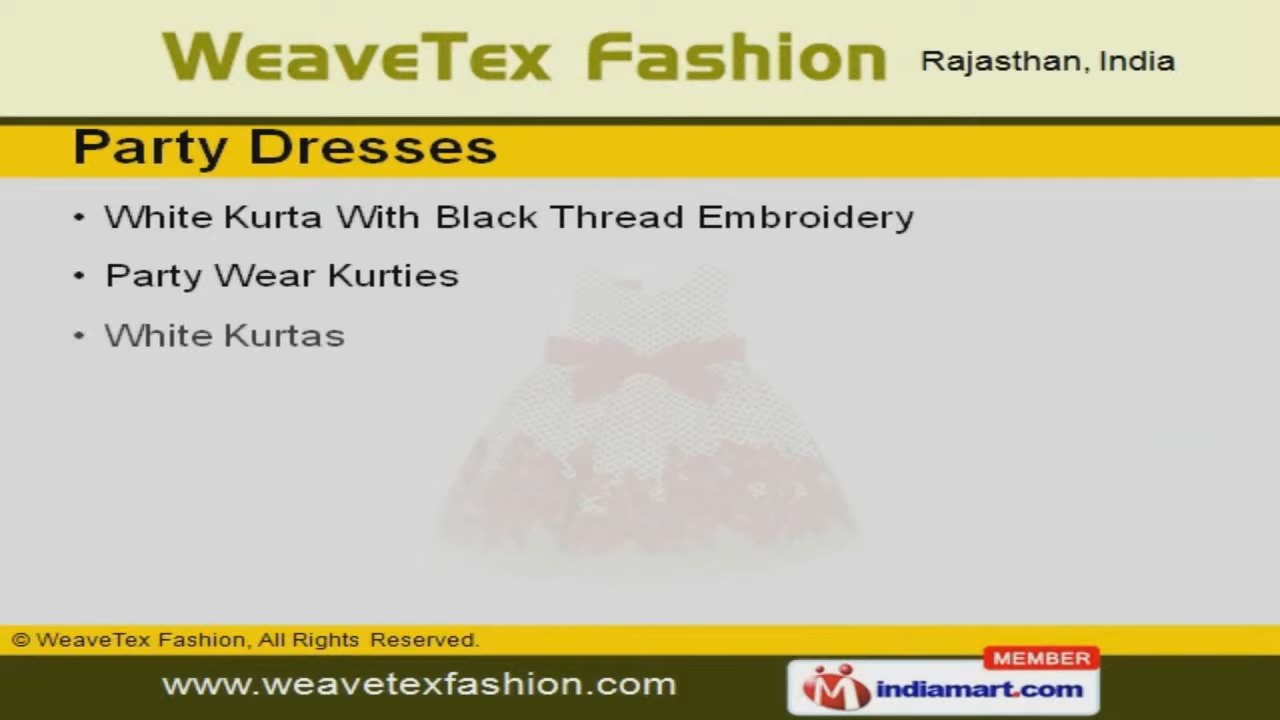 WeaveTex Fashion Rajasthan, India
Party Dresses
• White Kurta With Black Thread Embroidery
• Party Wear Kurties
• White Kurtas
© WeaveTex Fashion, All Rights Reserved.
MEMBER
www.weavetexfashion.com
indiamart.com